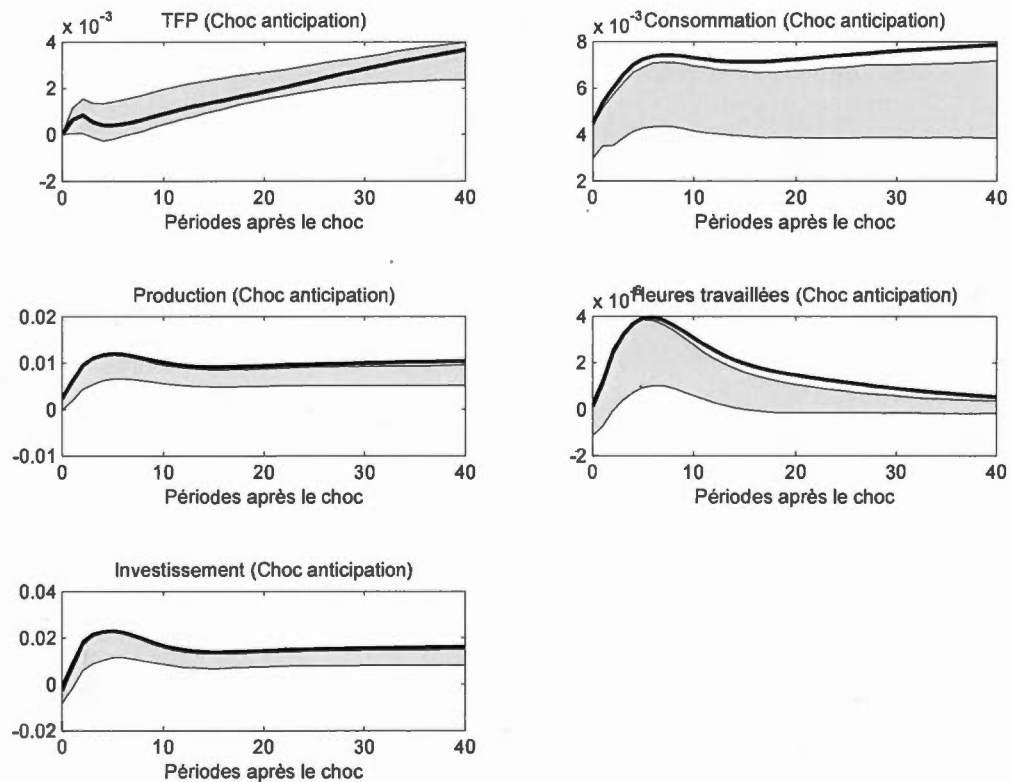 x 10-3 TFP (Choc anticipation)
4
2
0
-2
0 10 20 30 40
Périodes après le choc
x 10-3 Consommation (Choc anticipation)
8
6
4
2
0 10 20 30 40
Périodes après le choc
Production (Choc anticipation)
0.02
0.01
0
-0.01
0 10 20 30 40
Périodes après le choc
x 10 Heures travaillées (Choc anticipation)
4
2
0
-2
0 10 20 30 40
Périodes après le choc
Investissement (Choc anticipation)
0.04
0.02
0
-0.02
0 10 20 30 40
Périodes après le choc